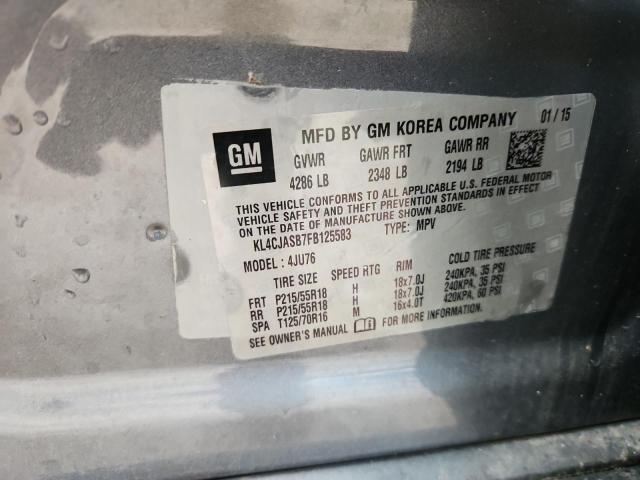 MFD BY GM KOREA COMPANY 01 / 15
GM
GVWR GAWR FRT GAWR RR
4286 LB 2348 LB 2194 LB
THIS VEHICLE CONFORMS TO ALL APPLICABLE U.S. FEDERAL MOTOR
VEHICLE SAFETY AND THEFT PREVENTION STANDARDS IN EFFECT
ON THE DATE OF MANUFACTURE SHOWN ABOVE.
KL4CJASB7FB125583 TYPE: MPV
MODEL : 4JU76
TIRE SIZE SPEED RTG RIM COLD TIRE PRESSURE
FRT P215/55R18 H 18x7.0J 240KPA, 35 PSI
RR P215/55R18 H 18x7.0J 240KPA, 35 PSI
SPA T125/70R16 M 16x4.0T 420KPA, 60 PSI
SEE OWNER'S MANUAL FOR MORE INFORMATION.